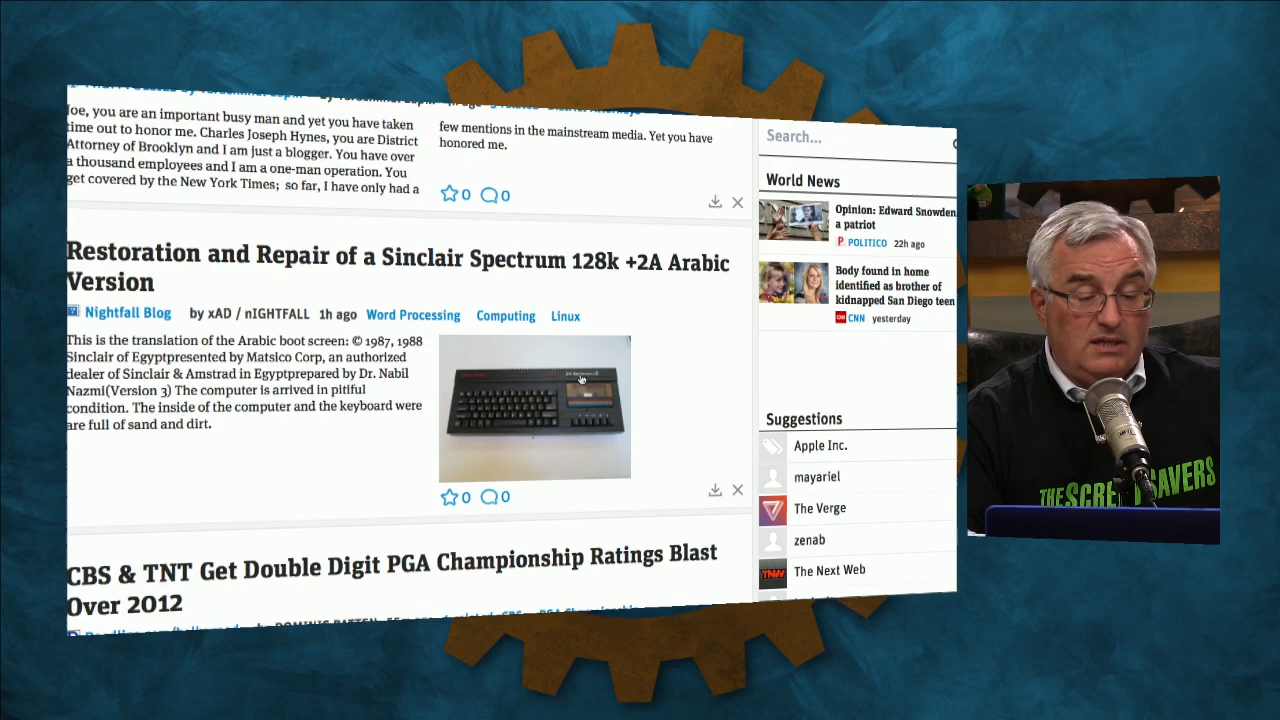 Joe, you are an important busy man and yet you have taken
time out to honor me. Charles Joseph Hynes, you are District
Attorney of Brooklyn and I am just a blogger. You have over
a thousand employees and I am a one-man operation. You
get covered by the New York Times; so far, I have only had a
few mentions in the mainstream media. Yet you have
honored me.
0 0
Restoration and Repair of a Sinclair Spectrum 128k +2A Arabic
Version
Nightfall Blog by xAD / nIGHTFALL 1h ago Word Processing Computing Linux
This is the translation of the Arabic boot screen: © 1987, 1988
Sinclair of Egyptpresented by Matsico Corp, an authorized
dealer of Sinclair & Amstrad in Egyptprepared by Dr. Nabil
Nazmi(Version 3) The computer is arrived in pitiful
condition. The inside of the computer and the keyboard were
are full of sand and dirt.
0 0
CBS & TNT Get Double Digit PGA Championship Ratings Blast
Over 2012
Search...
World News
Opinion: Edward Snowden,
a patriot
POLITICO 22h ago
Body found in home
identified as brother of
kidnapped San Diego teen
CNN CNN yesterday
Suggestions
Apple Inc.
mayariel
The Verge
zenab
TNW The Next Web
THE SCREEN SAVERS